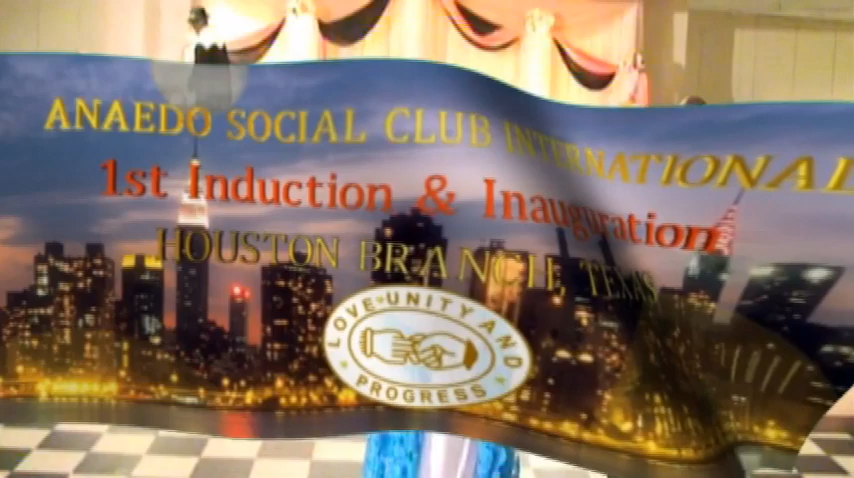 ANAEDO SOCIAL CLUB INTERNATIONAL
1st Induction & Inauguration
HOUSTON BRANCH, TEXAS
LOVE UNITY AND
PROGRESS